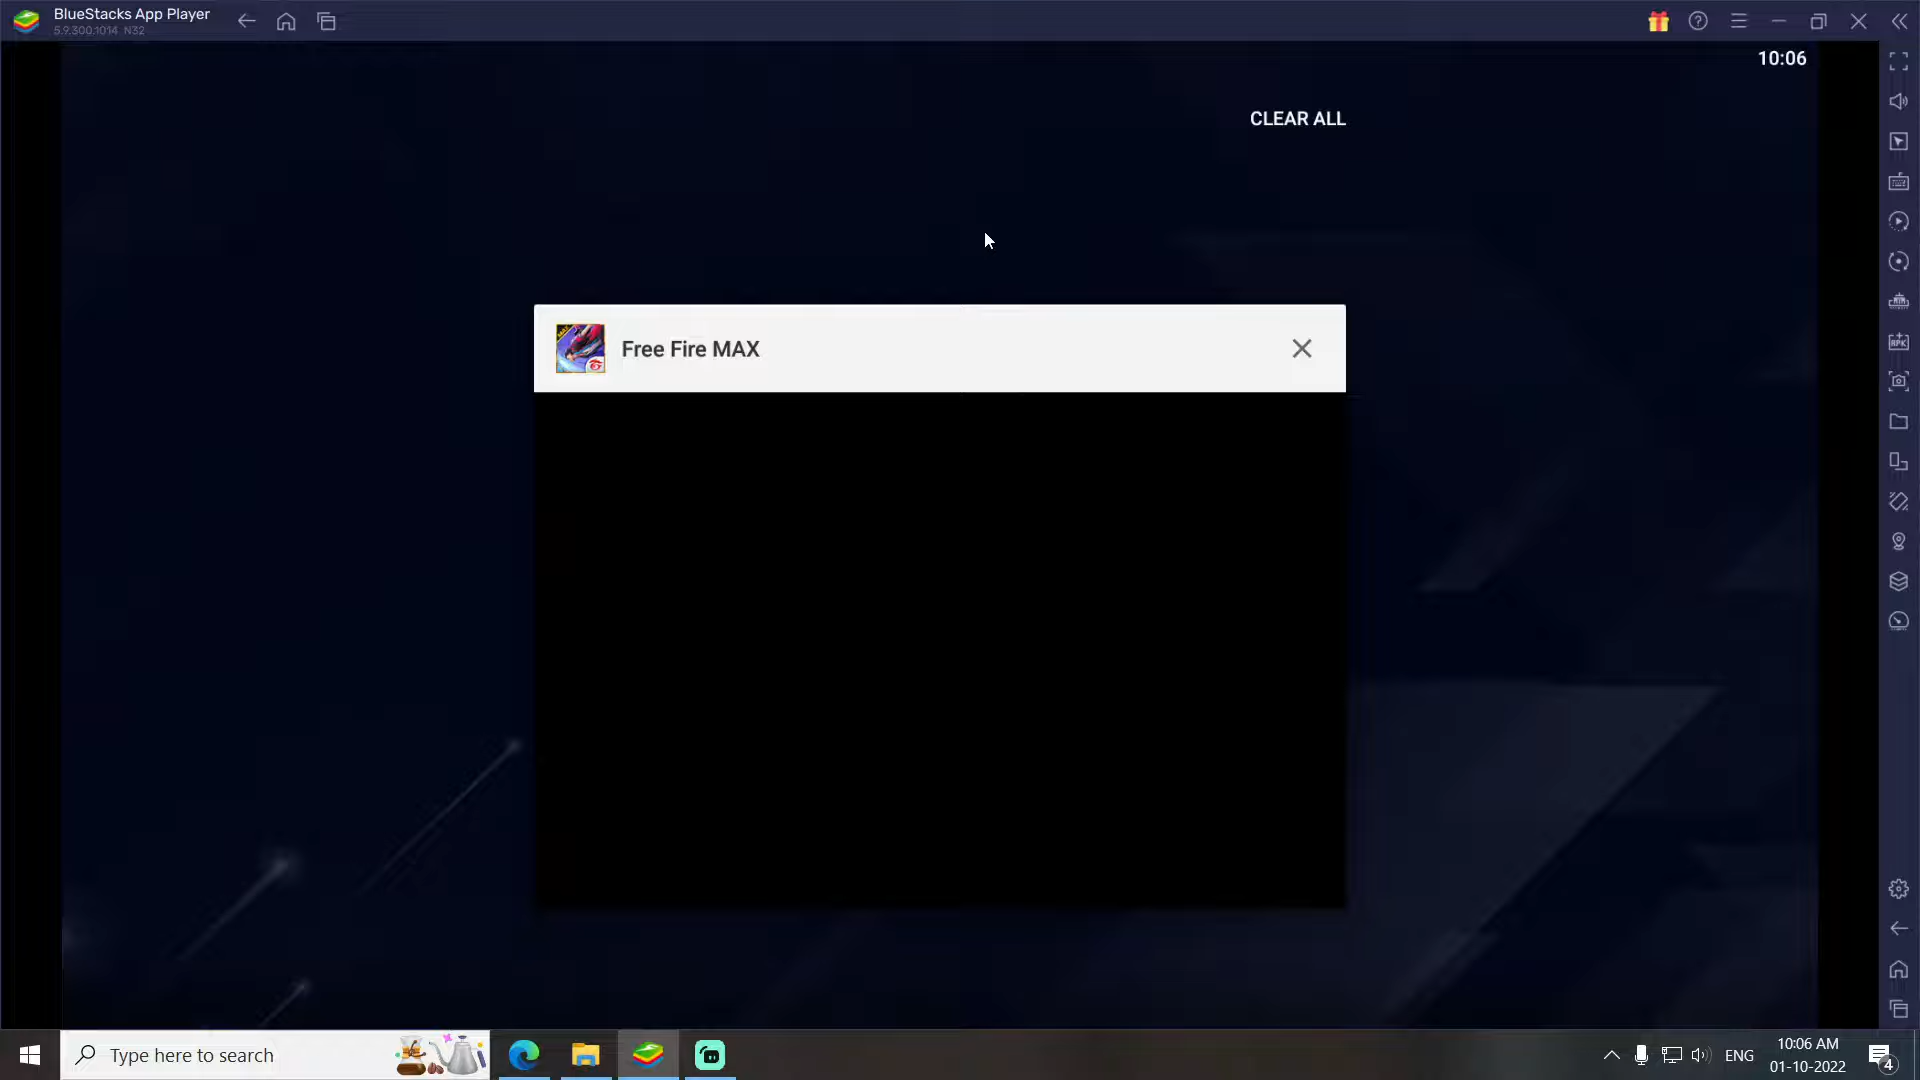 BlueStacks App Player
5.9.300.1014 N32
10:06
CLEAR ALL
Free Fire MAX
Type here to search
ENG
10:06 AM
01-10-2022
4